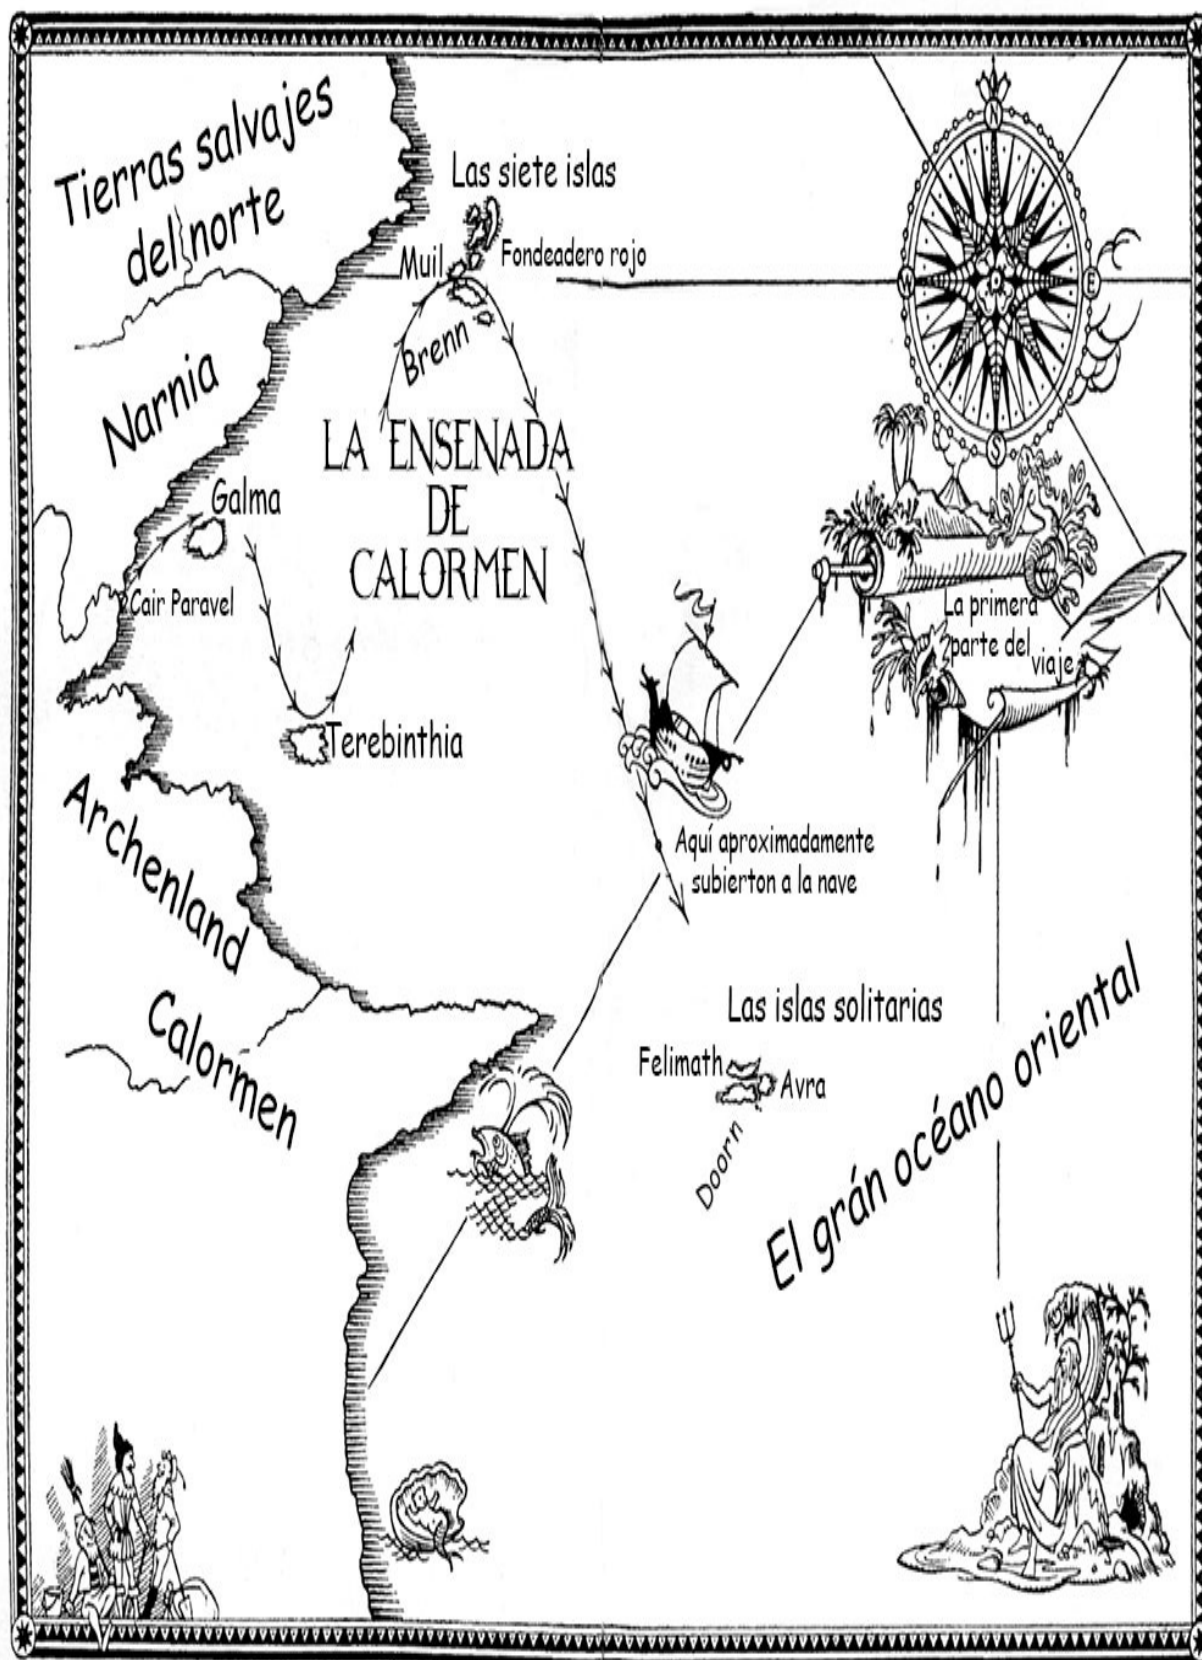 Tierras salvajes
del norte
Las siete islas
Muil
Fondeadero rojo
Brenn
Narnia
LA ENSENADA
DE
CALORMEN
Galma
Cair Paravel
Terebinthia
N
W
E
S
La primera
parte del
viaje
Archenland
Aquí aproximadamente
subierton a la nave
Calormen
Las islas solitarias
Felimath
Avra
Doorn
El grán océano oriental